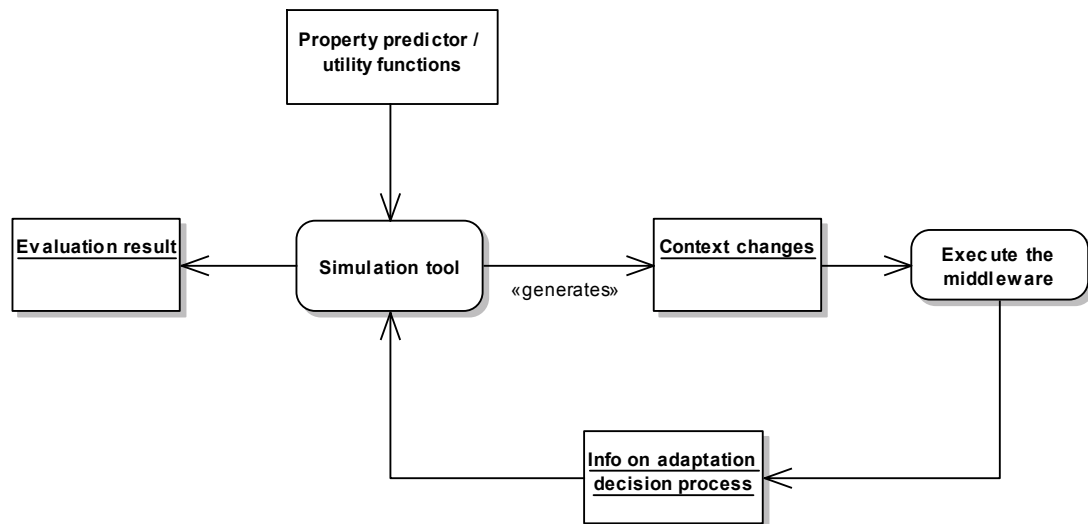 Property predictor /
utility functions
Evaluation result
Simulation tool
«generates»
Context changes
Execute the
middleware
Info on adaptation
decision process